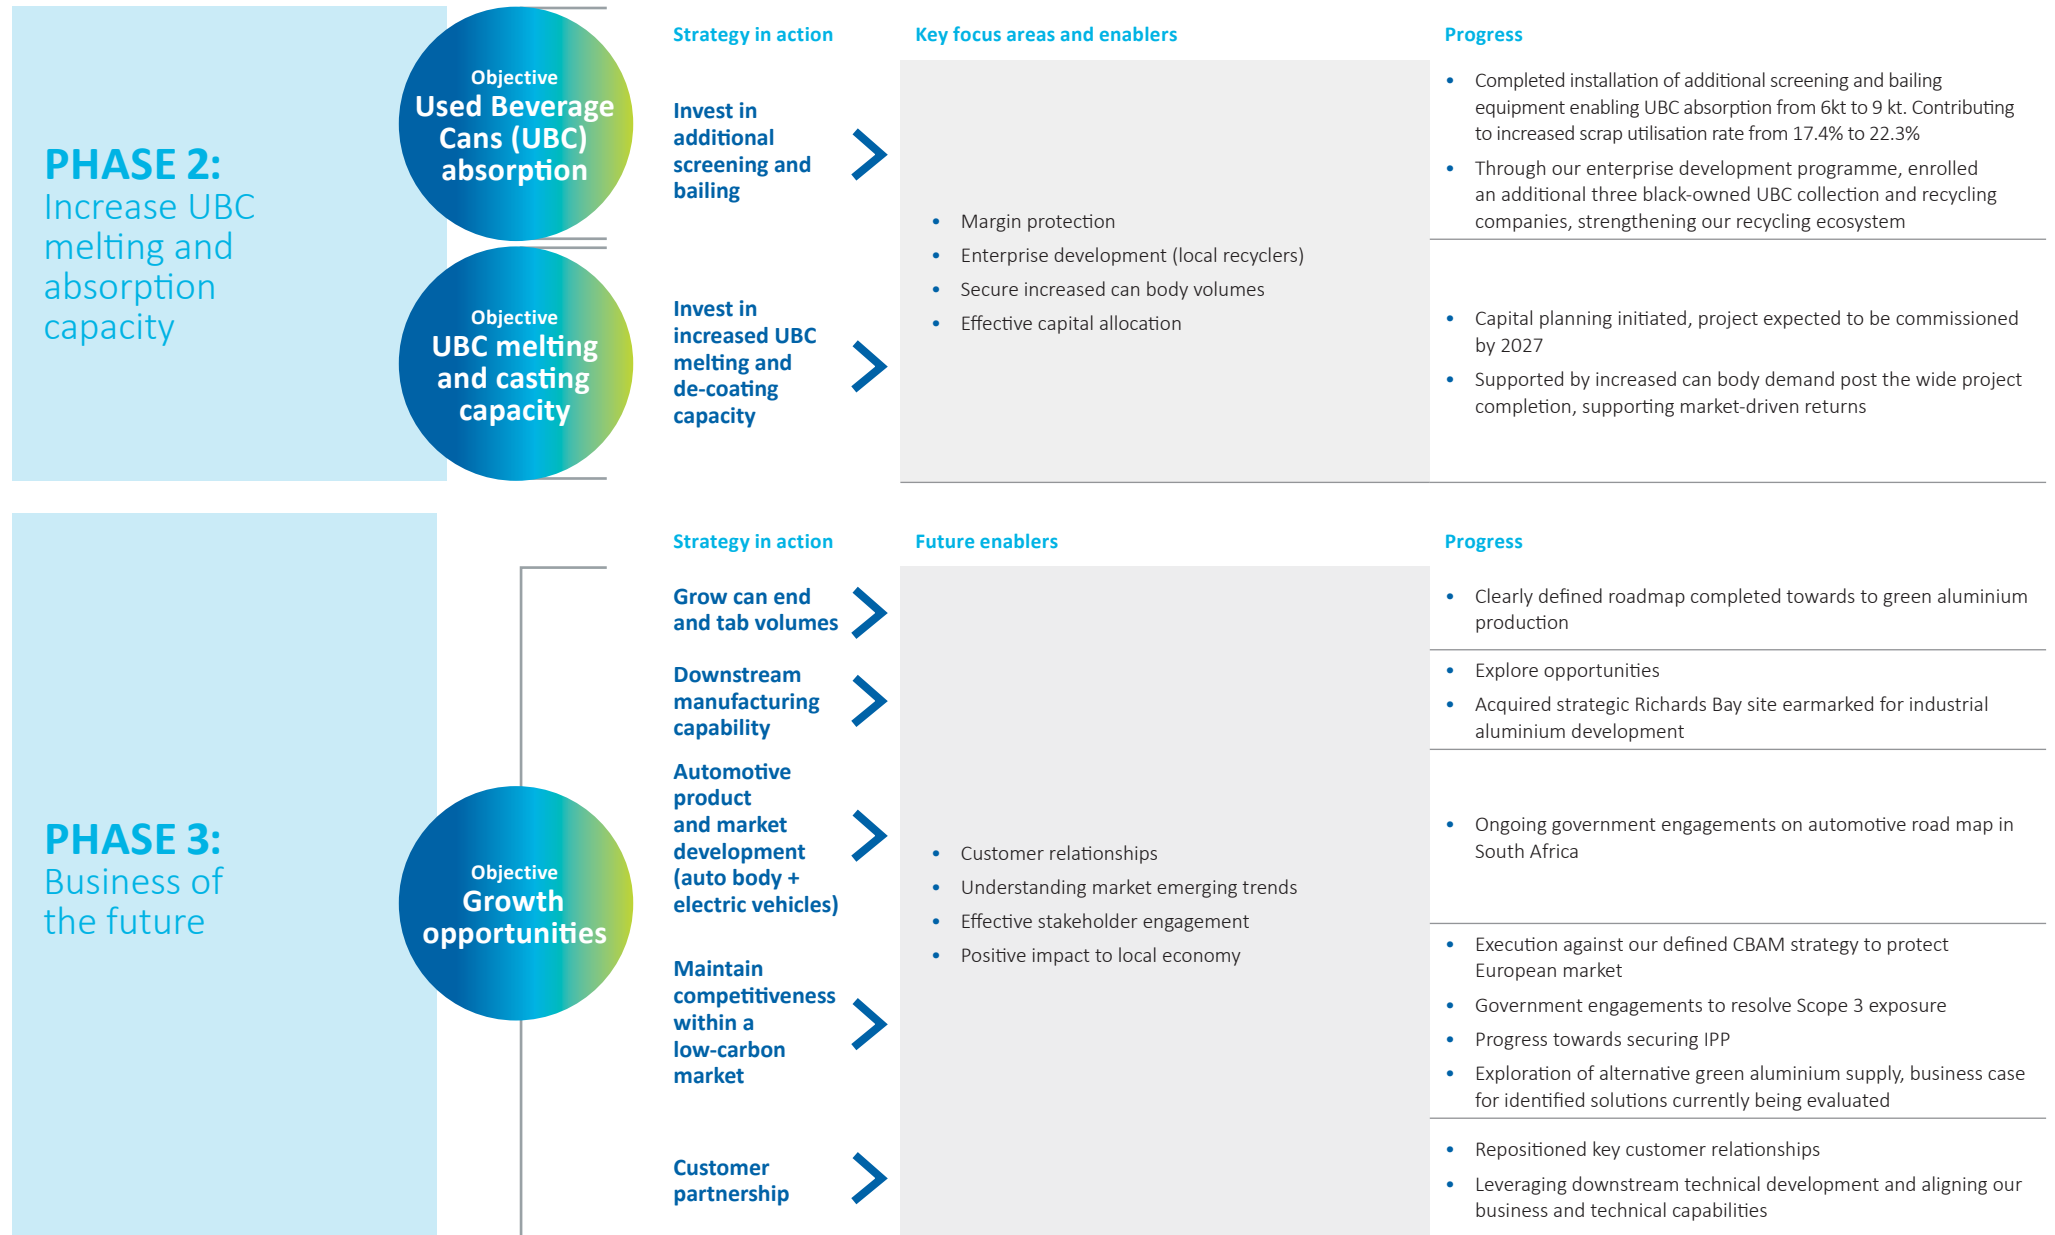 PHASE 2:
Increase UBC
melting and
absorption
capacity
Objective
Used Beverage
Cans (UBC)
absorption
Objective
UBC melting
and casting
capacity
Strategy in action
Invest in
additional
screening and
bailing
Invest in
increased UBC
melting and
de-coating
capacity
Key focus areas and enablers
• Margin protection
• Enterprise development (local recyclers)
• Secure increased can body volumes
• Effective capital allocation
Progress
• Completed installation of additional screening and bailing
equipment enabling UBC absorption from 6kt to 9 kt. Contributing
to increased scrap utilisation rate from 17.4% to 22.3%
• Through our enterprise development programme, enrolled
an additional three black-owned UBC collection and recycling
companies, strengthening our recycling ecosystem
• Capital planning initiated, project expected to be commissioned
by 2027
• Supported by increased can body demand post the wide project
completion, supporting market-driven returns
PHASE 3:
Business of
the future
Objective
Growth
opportunities
Strategy in action
Grow can end
and tab volumes
Downstream
manufacturing
capability
Automotive
product
and market
development
(auto body +
electric vehicles)
Maintain
competitiveness
within a
low-carbon
market
Customer
partnership
Future enablers
• Customer relationships
• Understanding market emerging trends
• Effective stakeholder engagement
• Positive impact to local economy
Progress
• Clearly defined roadmap completed towards to green aluminium
production
• Explore opportunities
• Acquired strategic Richards Bay site earmarked for industrial
aluminium development
• Ongoing government engagements on automotive road map in
South Africa
• Execution against our defined CBAM strategy to protect
European market
• Government engagements to resolve Scope 3 exposure
• Progress towards securing IPP
• Exploration of alternative green aluminium supply, business case
for identified solutions currently being evaluated
• Repositioned key customer relationships
• Leveraging downstream technical development and aligning our
business and technical capabilities